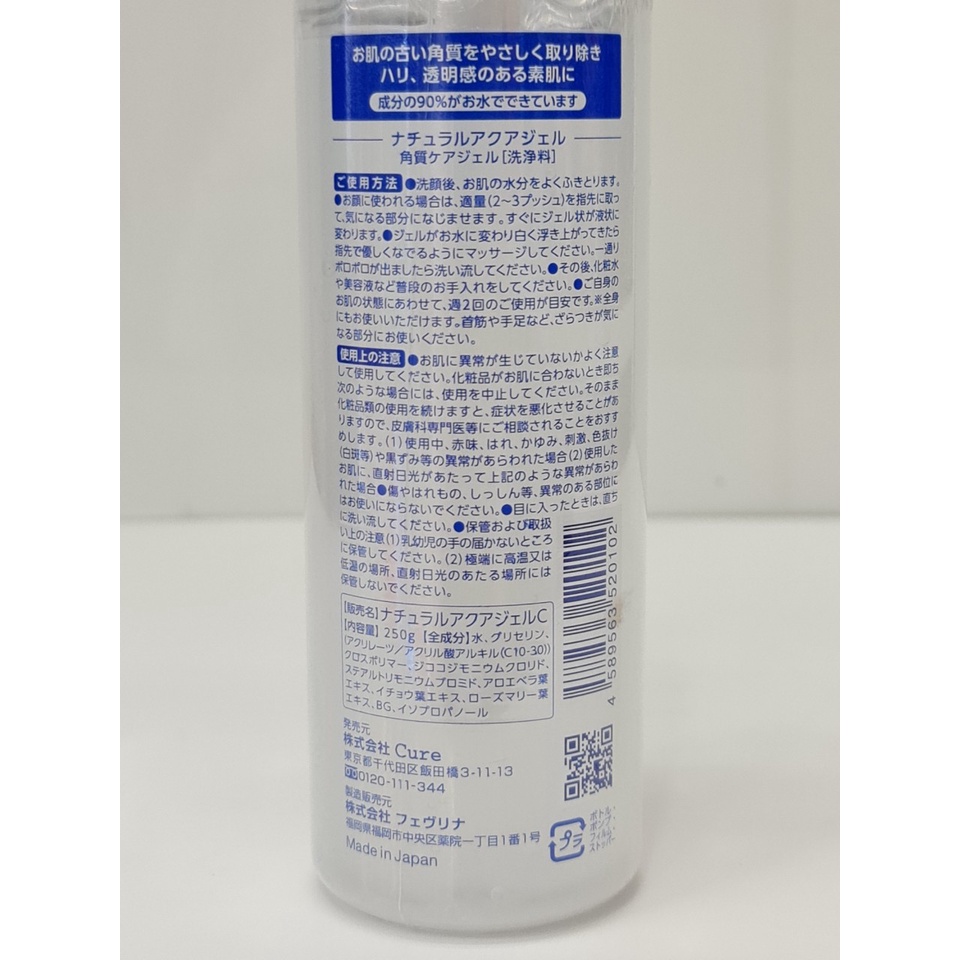 お肌の古い角質をやさしく取り除き
ハリ、透明感のある素肌に
成分の90%がお水でできています
ナチュラルアクアジェル
角質ケアジェル[洗浄料]
ご使用方法 ●洗顔後、お肌の水分をよくふきとります。
●お顔に使われる場合は、適量(2〜3プッシュ)を指先に取っ
て、気になる部分になじませます。すぐにジェル状が液状に
変わります。●ジェルがお水に変わり白く浮き上がってきたら
指先で優しくなでるようにマッサージしてください。一通り
ポロポロが出ましたら洗い流してください。●その後、化粧水
や美容液など普段のお手入れをしてください。●ご自身の
お肌の状態にあわせて、週2回のご使用が目安です。※全身
にもお使いいただけます。首筋や手足など、ざらつきが気に
なる部分にお使いください。
使用上の注意 ●お肌に異常が生じていないかよく注意
して使用してください。化粧品がお肌に合わないとき即ち
次のような場合には、使用を中止してください。そのまま
化粧品類の使用を続けますと、症状を悪化させることがあ
りますので、皮膚科専門医等にご相談されることをおすす
めします。(1)使用中、赤味、はれ、かゆみ、刺激、色抜け
(白斑等)や黒ずみ等の異常があらわれた場合(2)使用した
お肌に、直射日光があたって上記のような異常があらわ
れた場合●傷やはれもの、しっしん等、異常のある部位に
はお使いにならないでください。●目に入ったときは、直ち
に洗い流してください。●保管および取扱
い上の注意(1)乳幼児の手の届かないところ
に保管してください。(2)極端に高温又は
低温の場所、直射日光のあたる場所には
保管しないでください。
【販売名】ナチュラルアクアジェルC
【内容量】250g【全成分】水、グリセリン、
(アクリレーツ/アクリル酸アルキル(C10-30))
クロスポリマー、ジココジモニウムクロリド、
ステアルトリモニウムブロミド、アロエベラ葉
エキス、イチョウ葉エキス、ローズマリー葉
エキス、BG、イソプロパノール
4 589563 520102
発売元
株式会社 Cure
東京都千代田区飯田橋3-11-13
0120-111-344
製造販売元
株式会社 フェヴリナ
福岡県福岡市中央区薬院一丁目1番1号
Made in Japan
プラ
ボトル・
ポンプ・
フィルム・
ストッパー